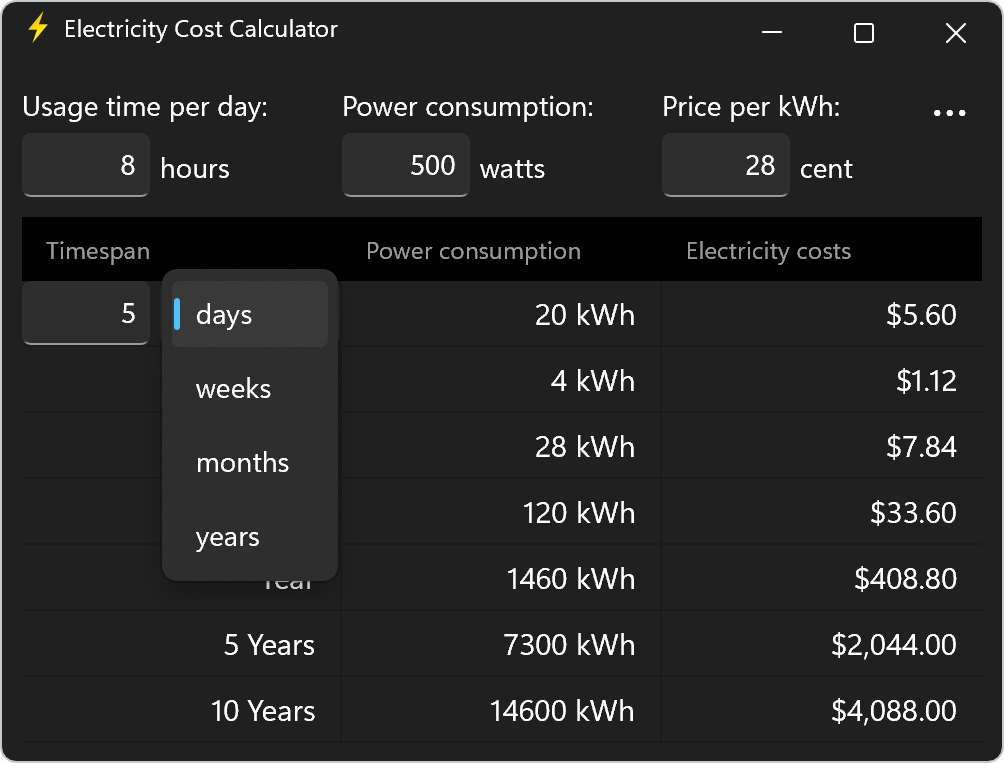 Electricity Cost Calculator
Usage time per day: Power consumption: Price per kWh: ...
8 hours 500 watts 28 cent
Timespan Power consumption Electricity costs
5 days 20 kWh $5.60
4 kWh $1.12
weeks
28 kWh $7.84
months
120 kWh $33.60
years
Year 1460 kWh $408.80
5 Years 7300 kWh $2,044.00
10 Years 14600 kWh $4,088.00